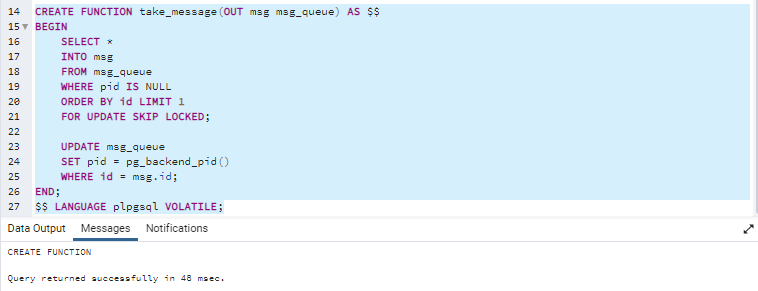 14 CREATE FUNCTION take_message(OUT msg msg_queue) AS $$
15 BEGIN
16     SELECT *
17     INTO msg
18     FROM msg_queue
19     WHERE pid IS NULL
20     ORDER BY id LIMIT 1
21     FOR UPDATE SKIP LOCKED;
22
23     UPDATE msg_queue
24     SET pid = pg_backend_pid()
25     WHERE id = msg.id;
26 END;
27 $$ LANGUAGE plpgsql VOLATILE;
Data Output Messages Notifications
CREATE FUNCTION
Query returned successfully in 48 msec.